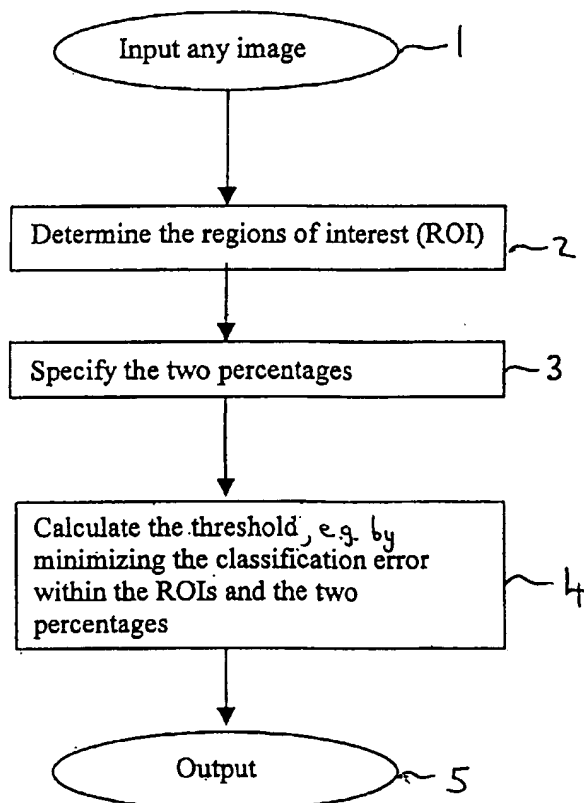 Input any image
1
Determine the regions of interest (ROI)
2
Specify the two percentages
3
Calculate the threshold, e.g. by
minimizing the classification error
within the ROIs and the two
percentages
4
Output
5